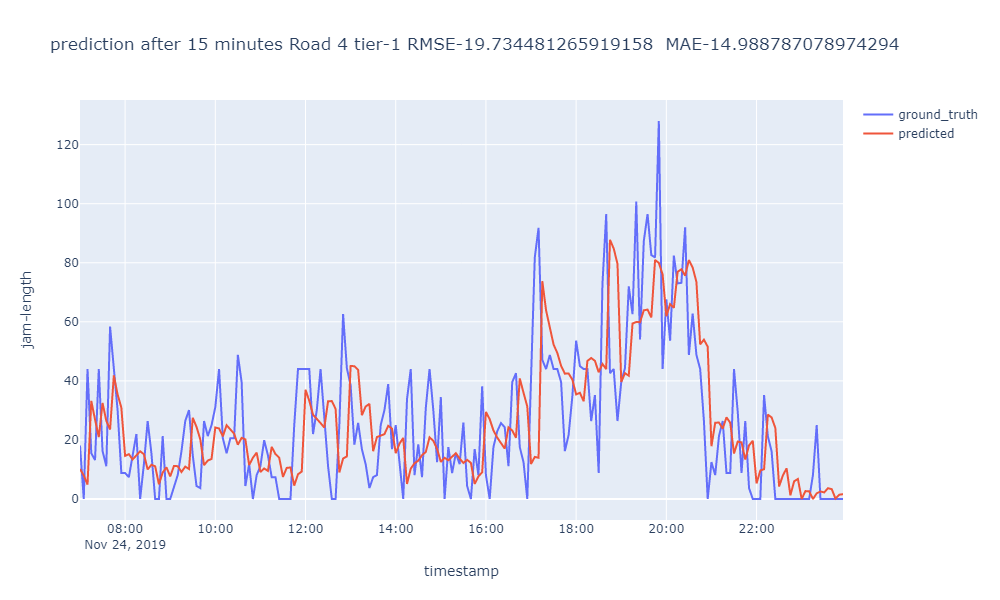 prediction after 15 minutes Road 4 tier-1 RMSE-19.734481265919158  MAE-14.988787078974294
ground_truth
predicted
120
100
80
60
40
20
0
jam-length
08:00 10:00 12:00 14:00 16:00 18:00 20:00 22:00
Nov 24, 2019
timestamp